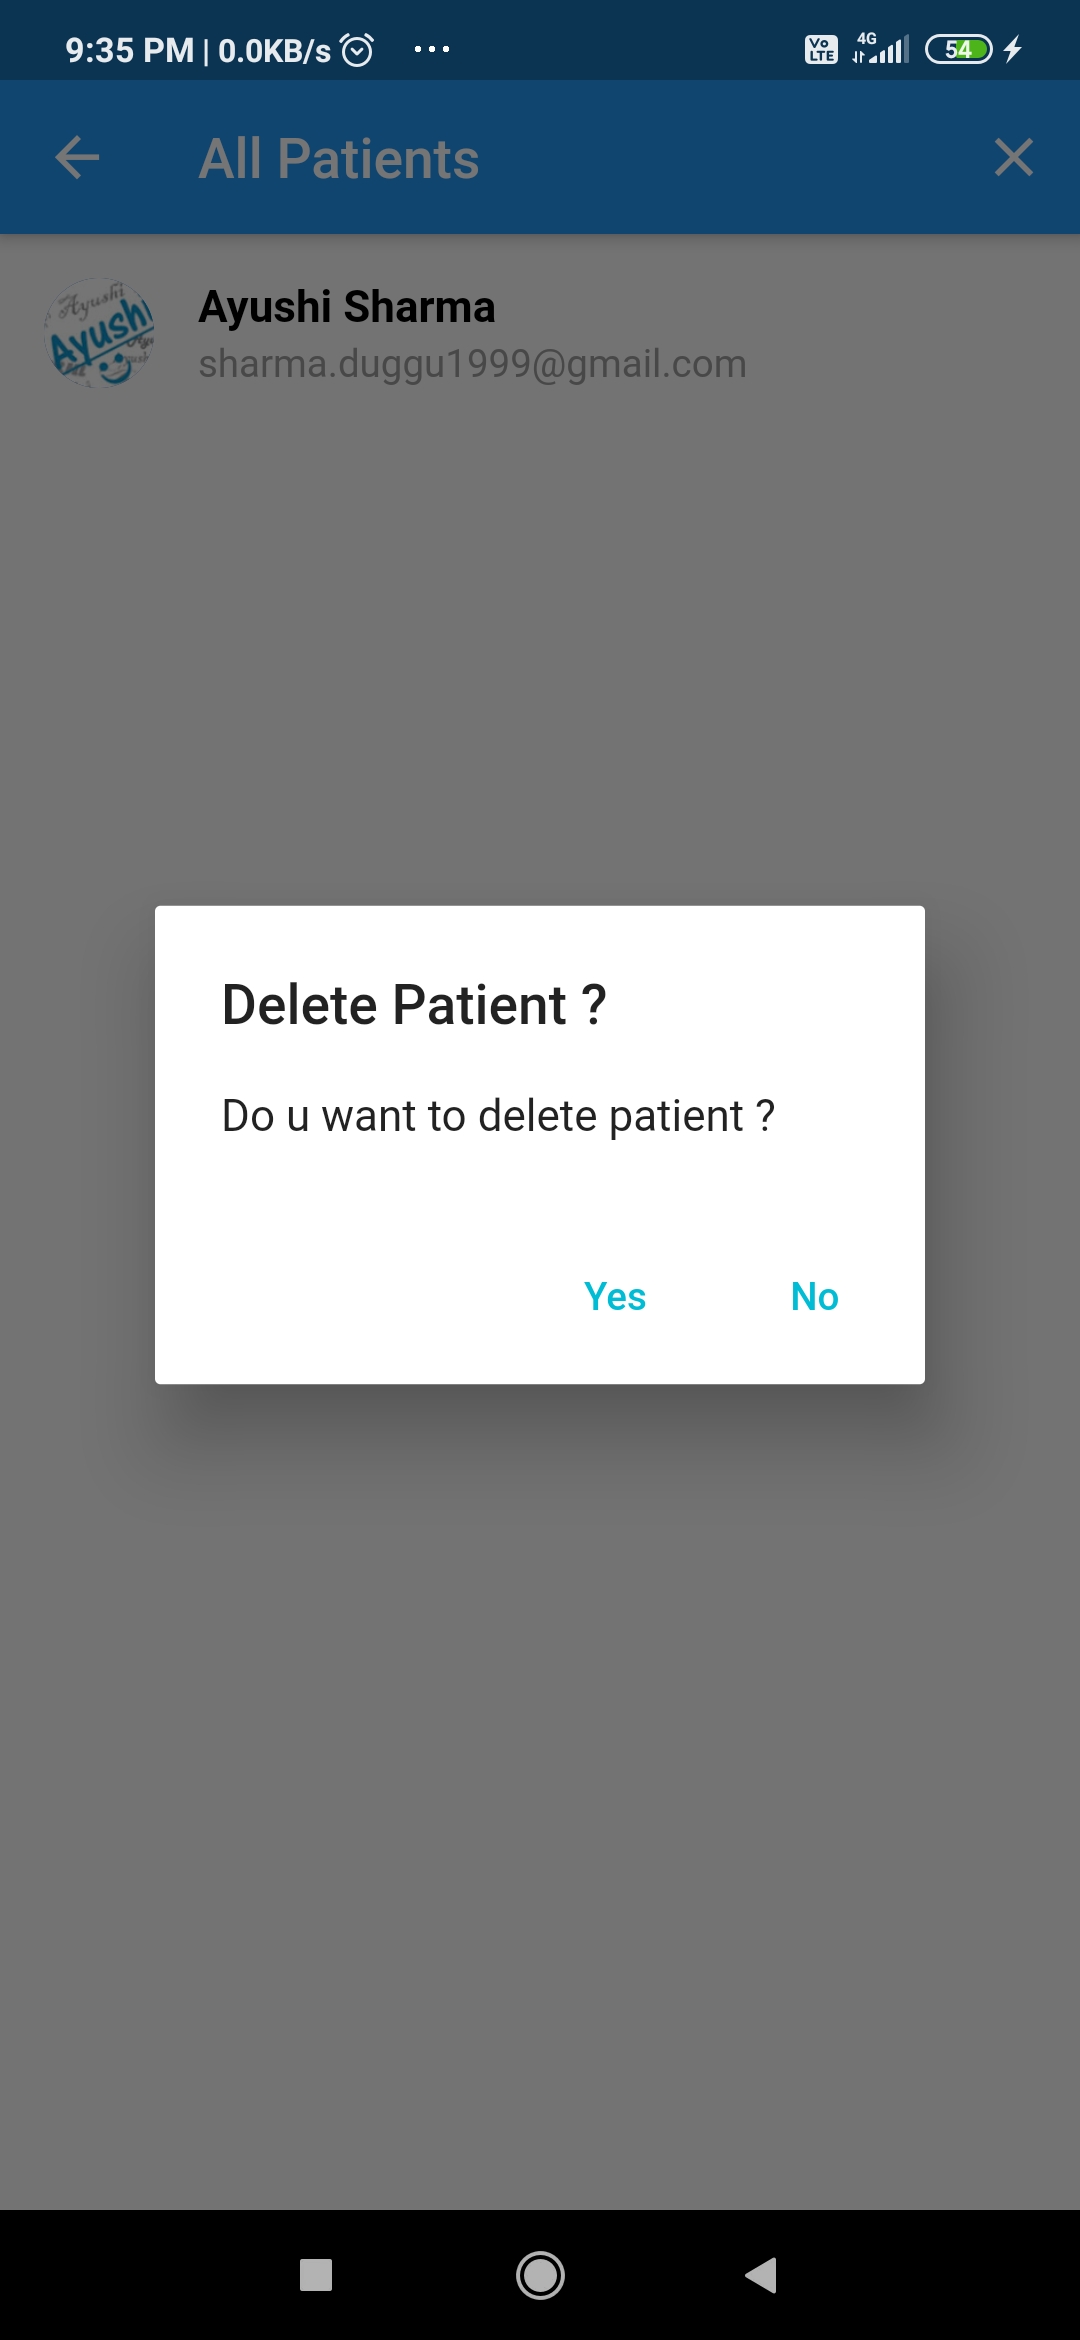 9:35 PM | 0.0KB/s ...
Vo LTE 4G 54
All Patients
Ayushi
Ayushi
Ayushi Sharma
sharma.duggu1999@gmail.com
Delete Patient ?
Do u want to delete patient ?
Yes No